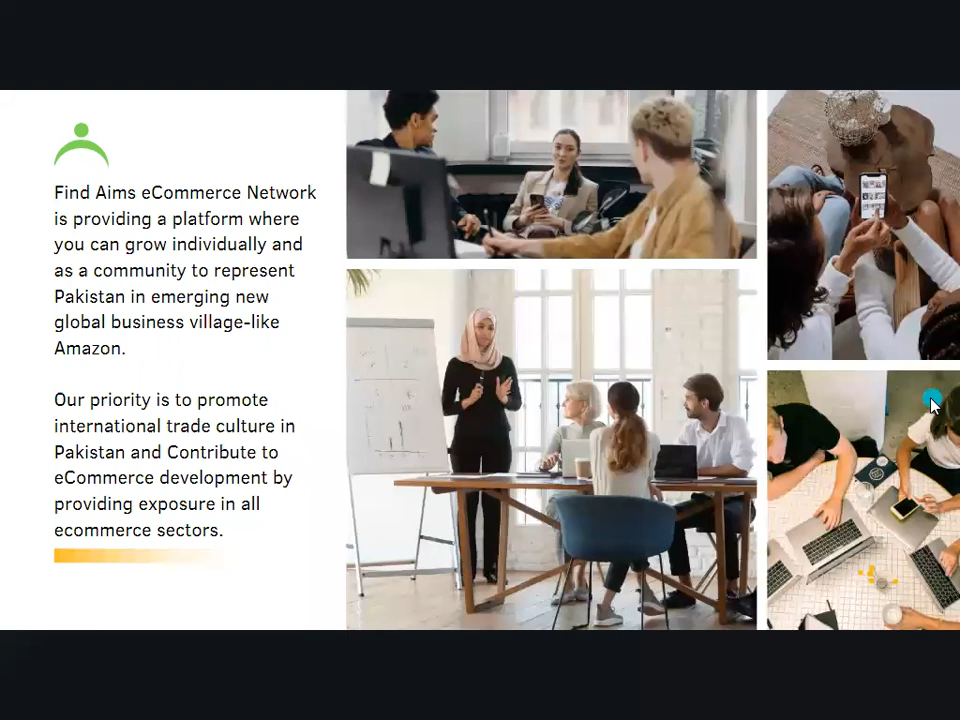 Find Aims eCommerce Network
is providing a platform where
you can grow individually and
as a community to represent
Pakistan in emerging new
global business village-like
Amazon.
Our priority is to promote
international trade culture in
Pakistan and Contribute to
eCommerce development by
providing exposure in all
ecommerce sectors.